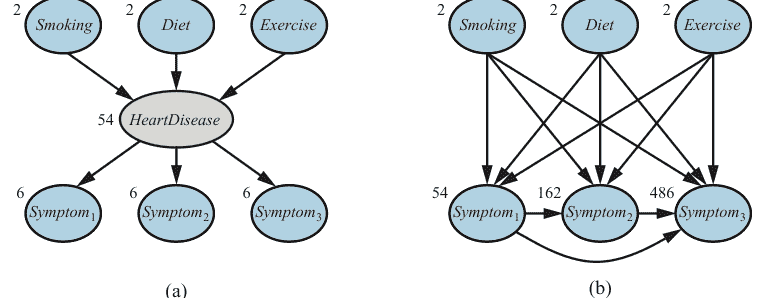 2 Smoking 2 Diet 2 Exercise 2 Smoking 2 Diet 2 Exercise
54 HeartDisease
6 Symptom₁ 6 Symptom₂ 6 Symptom₃ 54 Symptom₁ 162 Symptom₂ 486 Symptom₃
(a) (b)